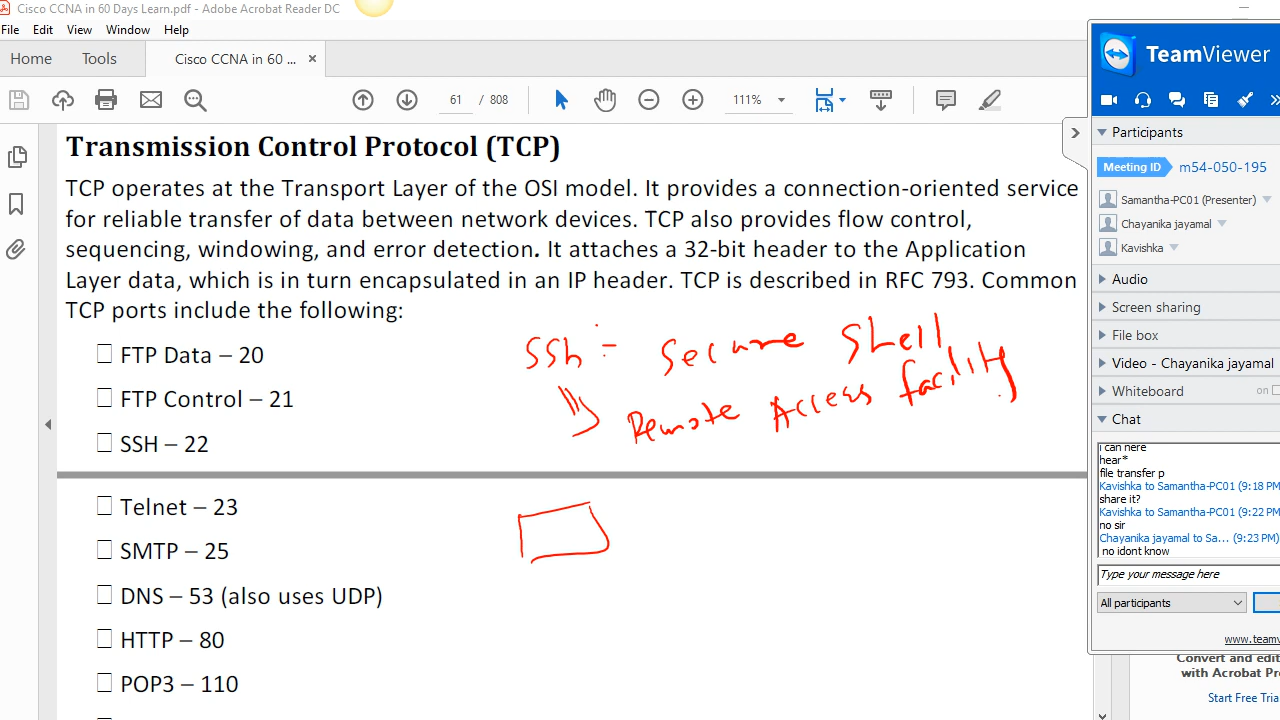 Cisco CCNA in 60 Days Learn.pdf - Adobe Acrobat Reader DC
File Edit View Window Help
Home Tools Cisco CCNA in 60 ... ×
61 / 808 111%
Transmission Control Protocol (TCP)
TCP operates at the Transport Layer of the OSI model. It provides a connection-oriented service
for reliable transfer of data between network devices. TCP also provides flow control,
sequencing, windowing, and error detection. It attaches a 32-bit header to the Application
Layer data, which is in turn encapsulated in an IP header. TCP is described in RFC 793. Common
TCP ports include the following:
FTP Data – 20
FTP Control – 21
SSH – 22
SSh :- Secure Shell
Remote Access facility
Telnet – 23
SMTP – 25
DNS – 53 (also uses UDP)
HTTP – 80
POP3 – 110
TeamViewer
Participants
Meeting ID m54-050-195
Samantha-PC01 (Presenter)
Chayanika jayamal
Kavishka
Audio
Screen sharing
File box
Video - Chayanika jayamal
Whiteboard on
Chat
i can here
hear*
file transfer p
Kavishka to Samantha-PC01 (9:18 PM
share it?
Kavishka to Samantha-PC01 (9:22 PM
no sir
Chayanika jayamal to Sa... (9:23 PM)
no idont know
Type your message here
All participants
www.teamv
Convert and edi
with Acrobat Pr
Start Free Tria